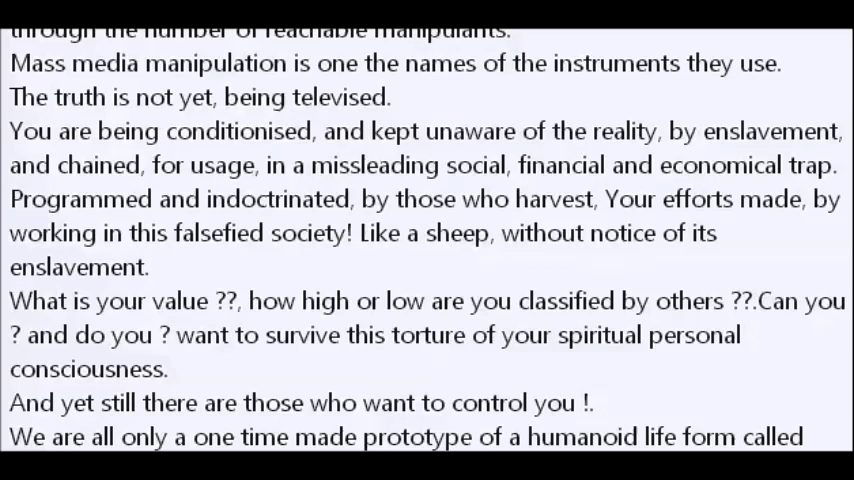 through the number of reachable manipulants.
Mass media manipulation is one the names of the instruments they use.
The truth is not yet, being televised.
You are being conditionised, and kept unaware of the reality, by enslavement,
and chained, for usage, in a missleading social, financial and economical trap.
Programmed and indoctrinated, by those who harvest, Your efforts made, by
working in this falsefied society! Like a sheep, without notice of its
enslavement.
What is your value ??, how high or low are you classified by others ??.Can you
? and do you ? want to survive this torture of your spiritual personal
consciousness.
And yet still there are those who want to control you !.
We are all only a one time made prototype of a humanoid life form called